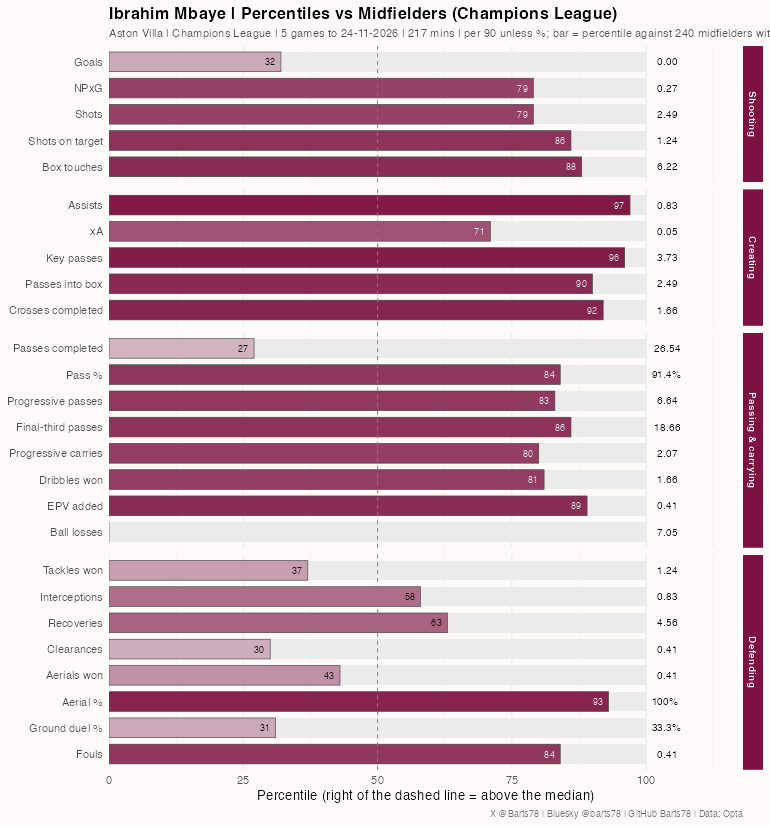 Ibrahim Mbaye | Percentiles vs Midfielders (Champions League)
Aston Villa | Champions League | 5 games to 24-11-2026 | 217 mins | per 90 unless %; bar = percentile against 240 midfielders wit
Shooting
Goals 32 0.00
NPxG 79 0.27
Shots 79 2.49
Shots on target 86 1.24
Box touches 88 6.22
Creating
Assists 97 0.83
xA 71 0.05
Key passes 96 3.73
Passes into box 90 2.49
Crosses completed 92 1.66
Passing & carrying
Passes completed 27 26.54
Pass % 84 91.4%
Progressive passes 83 6.64
Final-third passes 86 18.66
Progressive carries 80 2.07
Dribbles won 81 1.66
EPV added 89 0.41
Ball losses 7.05
Defending
Tackles won 37 1.24
Interceptions 58 0.83
Recoveries 63 4.56
Clearances 30 0.41
Aerials won 43 0.41
Aerial % 93 100%
Ground duel % 31 33.3%
Fouls 84 0.41
0 25 50 75 100
Percentile (right of the dashed line = above the median)
X @Barts78 | Bluesky @barts78 | GitHub Barts78 | Data: Opta